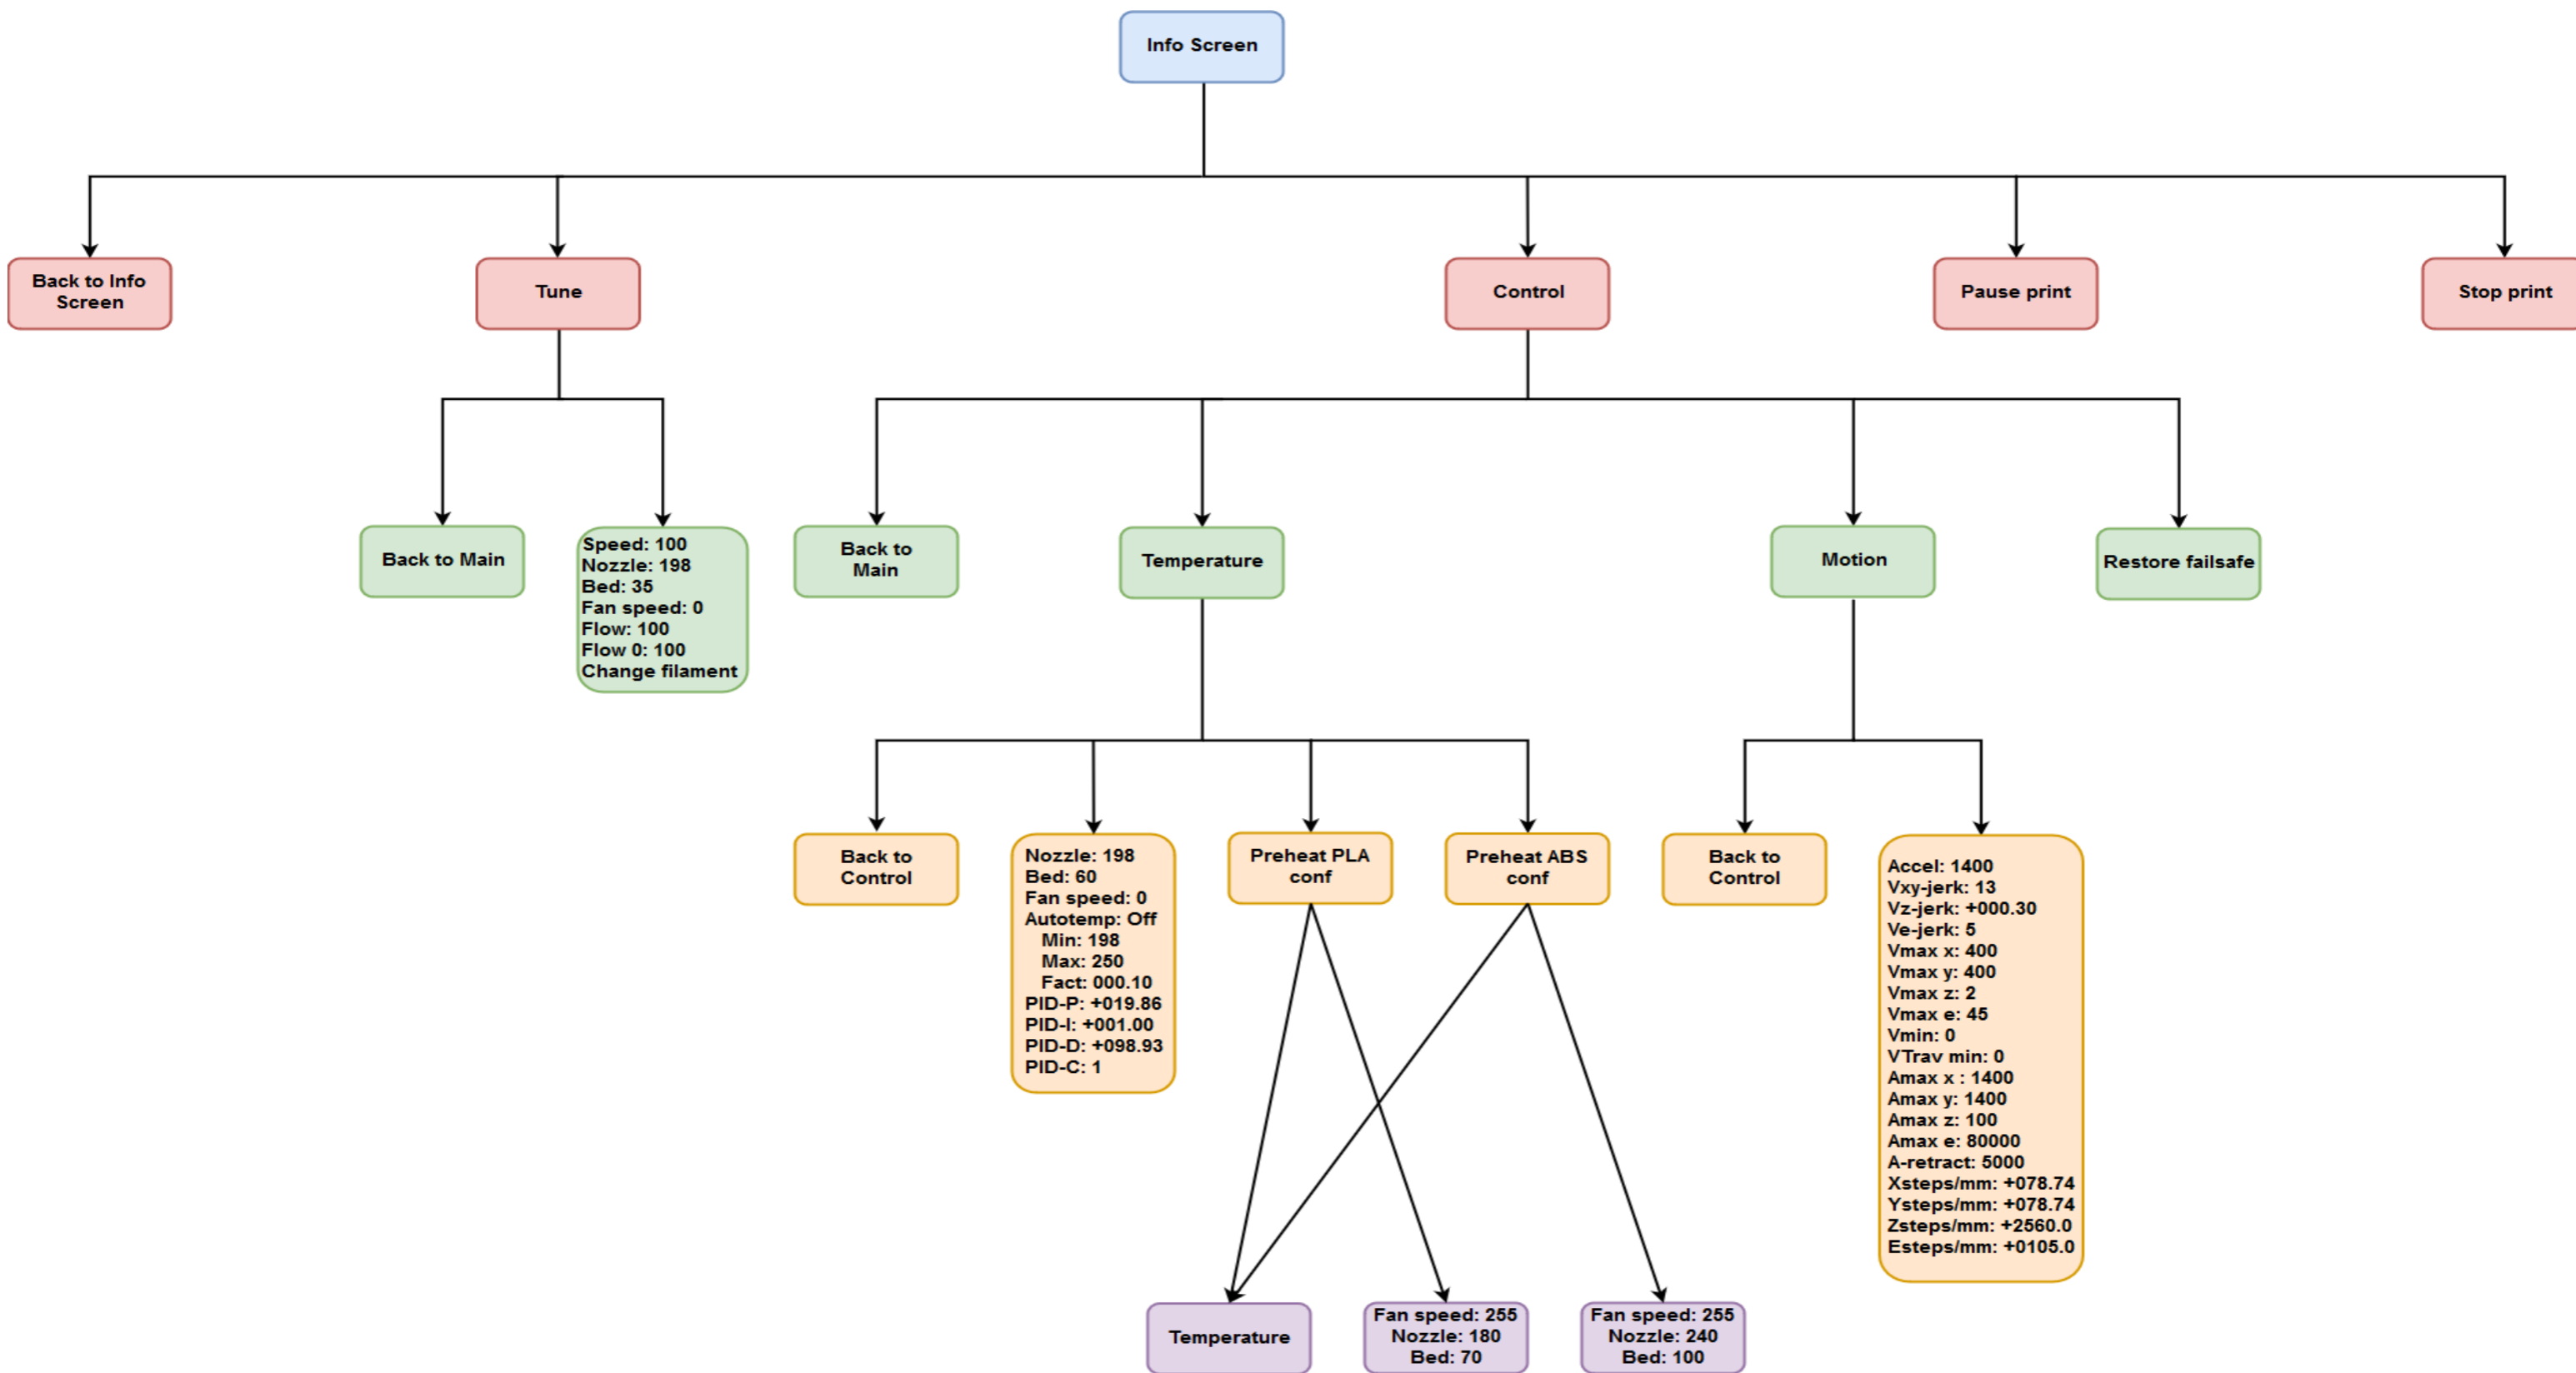 Info Screen
Back to Info
Screen
Tune
Control
Pause print
Stop print
Back to Main
Speed: 100
Nozzle: 198
Bed: 35
Fan speed: 0
Flow: 100
Flow 0: 100
Change filament
Back to
Main
Temperature
Motion
Restore failsafe
Back to
Control
Nozzle: 198
Bed: 60
Fan speed: 0
Autotemp: Off
Min: 198
Max: 250
Fact: 000.10
PID-P: +019.86
PID-I: +001.00
PID-D: +098.93
PID-C: 1
Preheat PLA
conf
Preheat ABS
conf
Back to
Control
Accel: 1400
Vxy-jerk: 13
Vz-jerk: +000.30
Ve-jerk: 5
Vmax x: 400
Vmax y: 400
Vmax z: 2
Vmax e: 45
Vmin: 0
VTrav min: 0
Amax x : 1400
Amax y: 1400
Amax z: 100
Amax e: 80000
A-retract: 5000
Xsteps/mm: +078.74
Ysteps/mm: +078.74
Zsteps/mm: +2560.0
Esteps/mm: +0105.0
Temperature
Fan speed: 255
Nozzle: 180
Bed: 70
Fan speed: 255
Nozzle: 240
Bed: 100